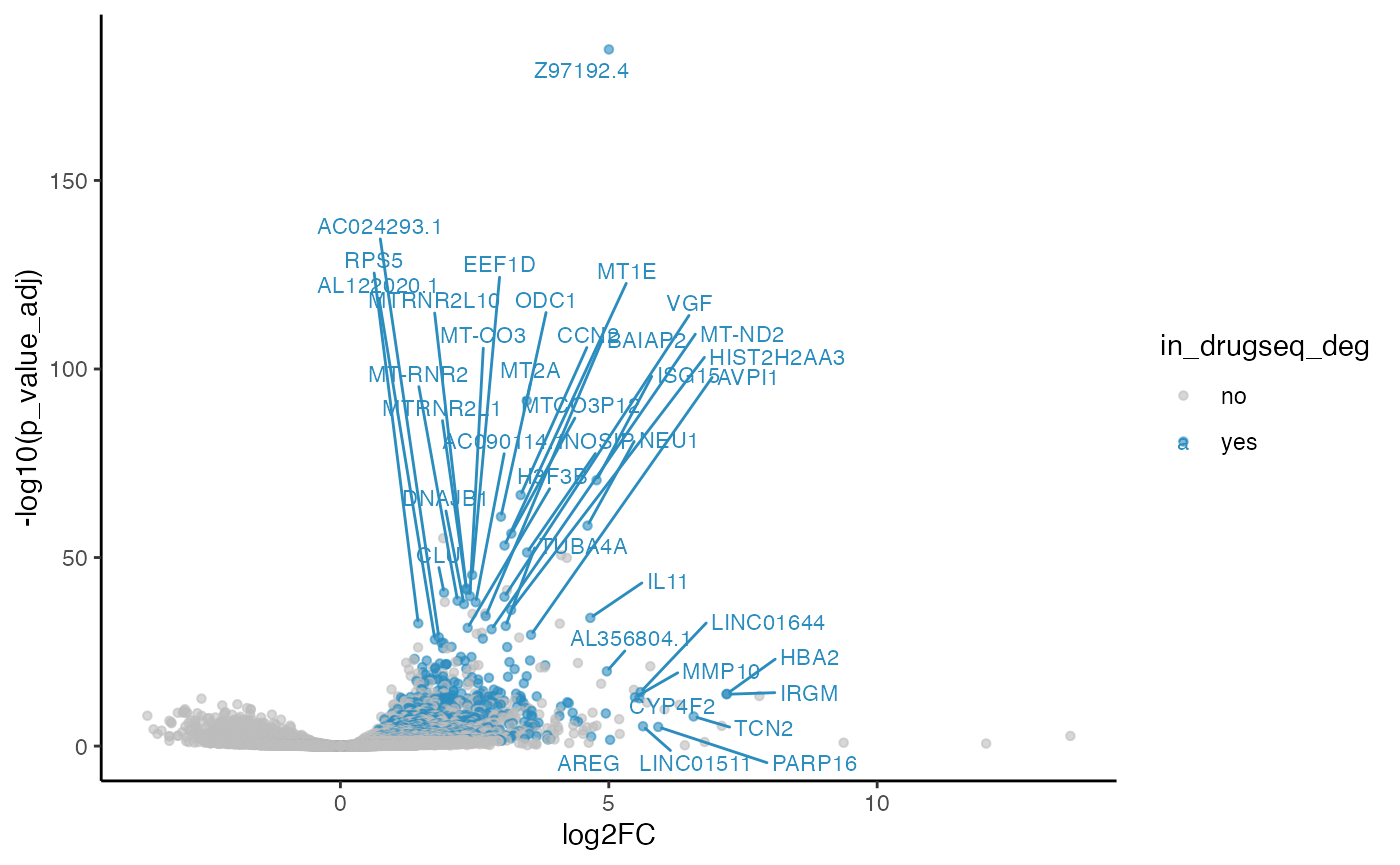 Z97192.4
150
AC024293.1
RPS5
EEF1D
MT1E
AL122020.1
MTRNR2L10
ODC1
VGF
MT-CO3
CCN2
BAIAP2
MT-ND2
HIST2H2AA3
100
MT-RNR2
MT2A
ISG15
AVPI1
MTRNR2L1
MTCO3P12
AC090114.1
NOSIP
NEU1
H3F3B
DNAJB1
50
CLU
TUBA4A
IL11
AL356804.1
LINC01644
MMP10
HBA2
IRGM
CYP4F2
TCN2
0
AREG
LINC01511
PARP16
0
5
10
log2FC
-log10(p_value_adj)
in_drugseq_deg
no
a
yes